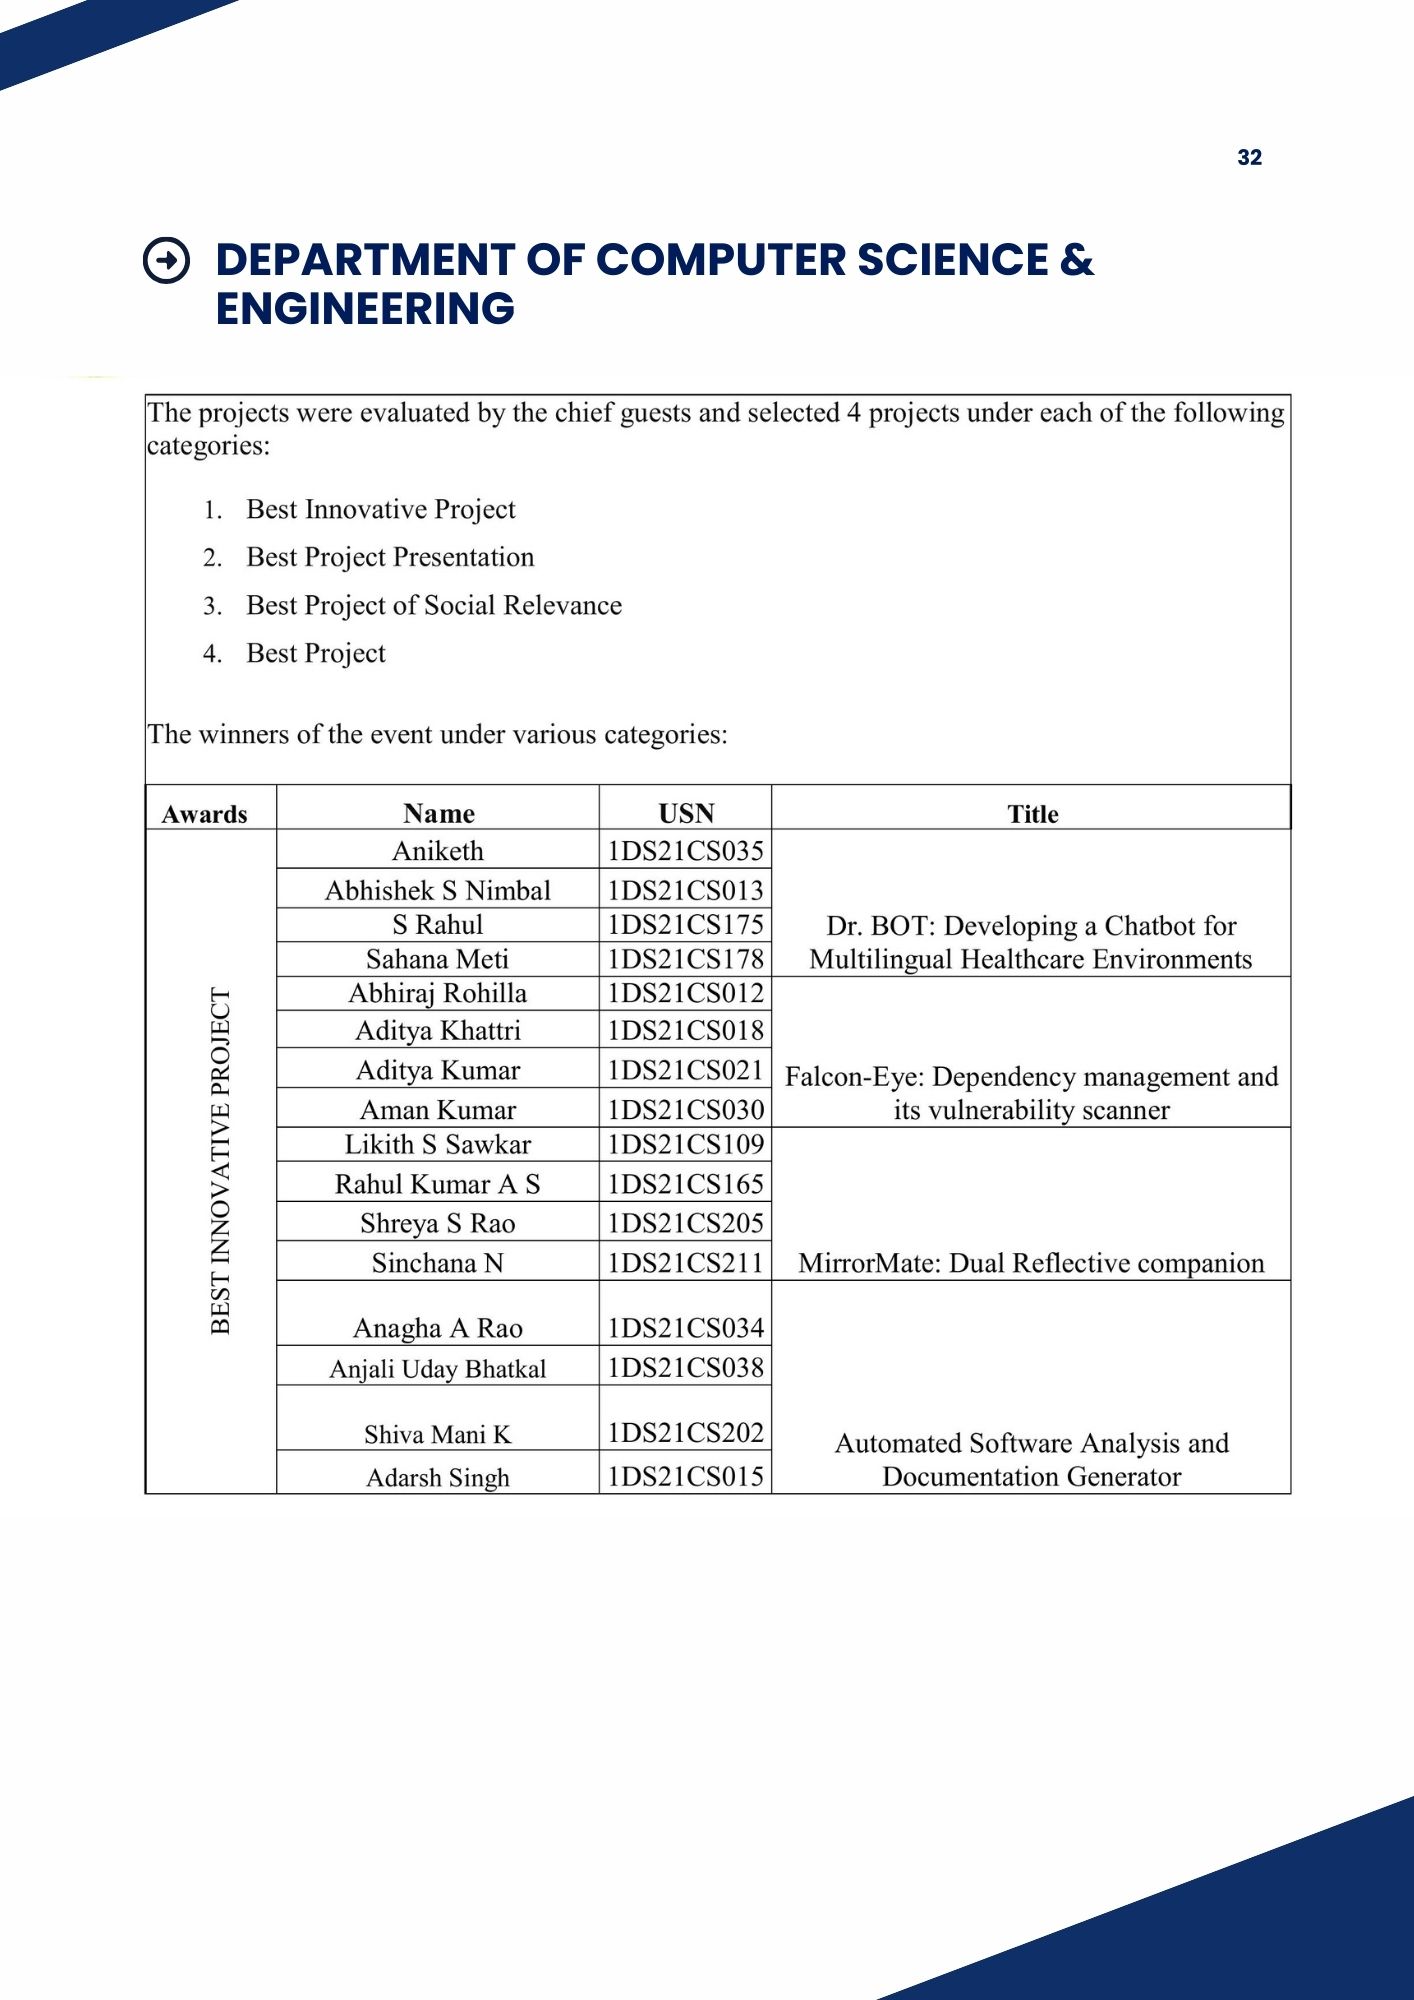 32
DEPARTMENT OF COMPUTER SCIENCE &
ENGINEERING
The projects were evaluated by the chief guests and selected 4 projects under each of the following
categories:
1. Best Innovative Project
2. Best Project Presentation
3. Best Project of Social Relevance
4. Best Project
The winners of the event under various categories:
Awards Name USN Title
BEST INNOVATIVE PROJECT
Aniketh 1DS21CS035
Abhishek S Nimbal 1DS21CS013
S Rahul 1DS21CS175
Sahana Meti 1DS21CS178
Dr. BOT: Developing a Chatbot for
Multilingual Healthcare Environments
Abhiraj Rohilla 1DS21CS012
Aditya Khattri 1DS21CS018
Aditya Kumar 1DS21CS021
Aman Kumar 1DS21CS030
Falcon-Eye: Dependency management and
its vulnerability scanner
Likith S Sawkar 1DS21CS109
Rahul Kumar A S 1DS21CS165
Shreya S Rao 1DS21CS205
Sinchana N 1DS21CS211
MirrorMate: Dual Reflective companion
Anagha A Rao 1DS21CS034
Anjali Uday Bhatkal 1DS21CS038
Shiva Mani K 1DS21CS202
Adarsh Singh 1DS21CS015
Automated Software Analysis and
Documentation Generator